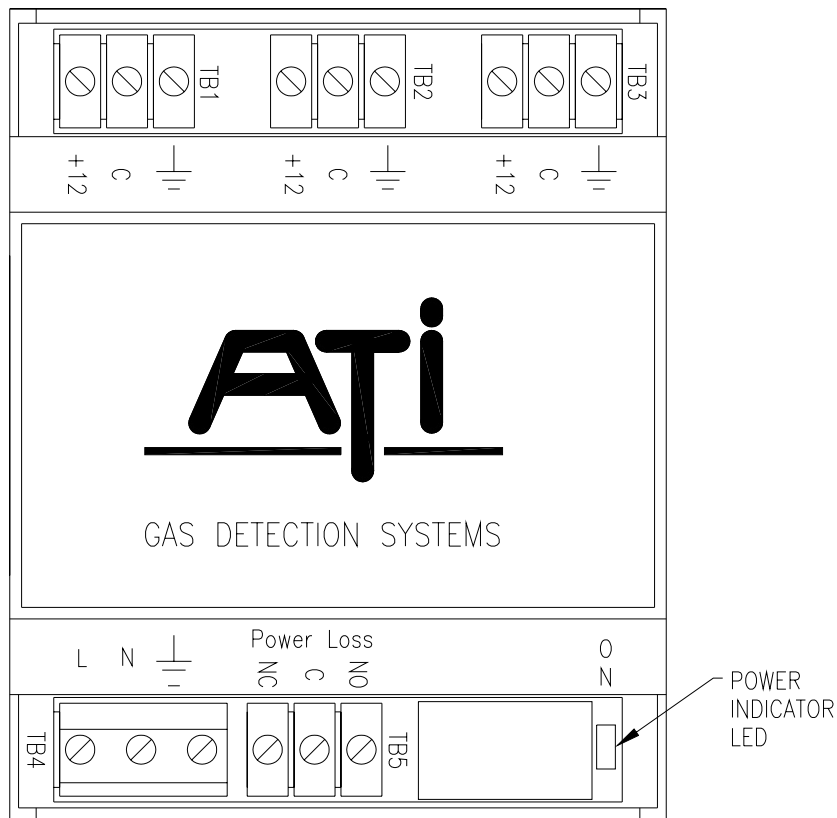 TB1 TB2 TB3
+12 C +12 C +12 C
ATi
GAS DETECTION SYSTEMS
Power Loss
L N NC C NO ON
TB4 TB5
POWER
INDICATOR
LED